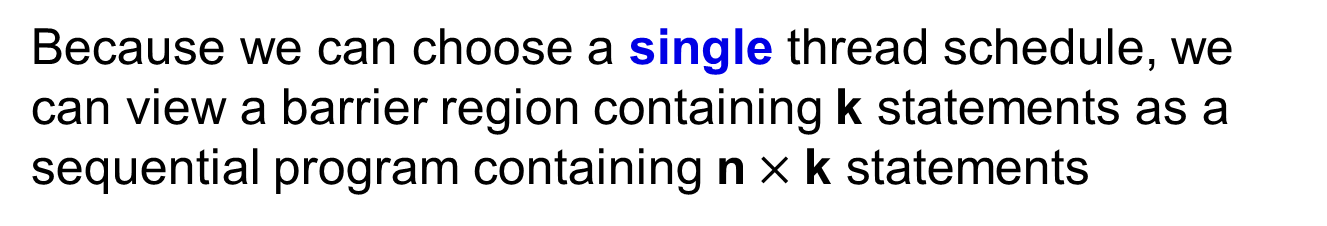 Because we can choose a single thread schedule, we
can view a barrier region containing k statements as a
sequential program containing n × k statements